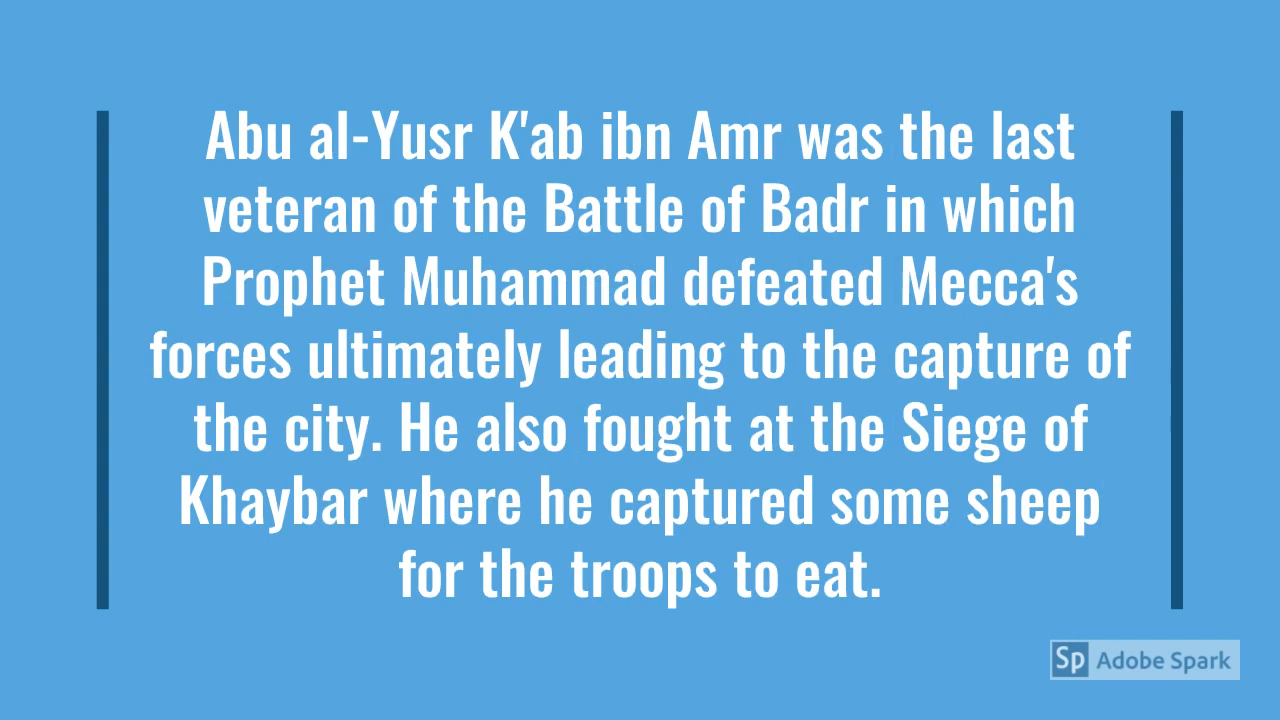 Abu al-Yusr K'ab ibn Amr was the last
veteran of the Battle of Badr in which
Prophet Muhammad defeated Mecca's
forces ultimately leading to the capture of
the city. He also fought at the Siege of
Khaybar where he captured some sheep
for the troops to eat.
Sp Adobe Spark